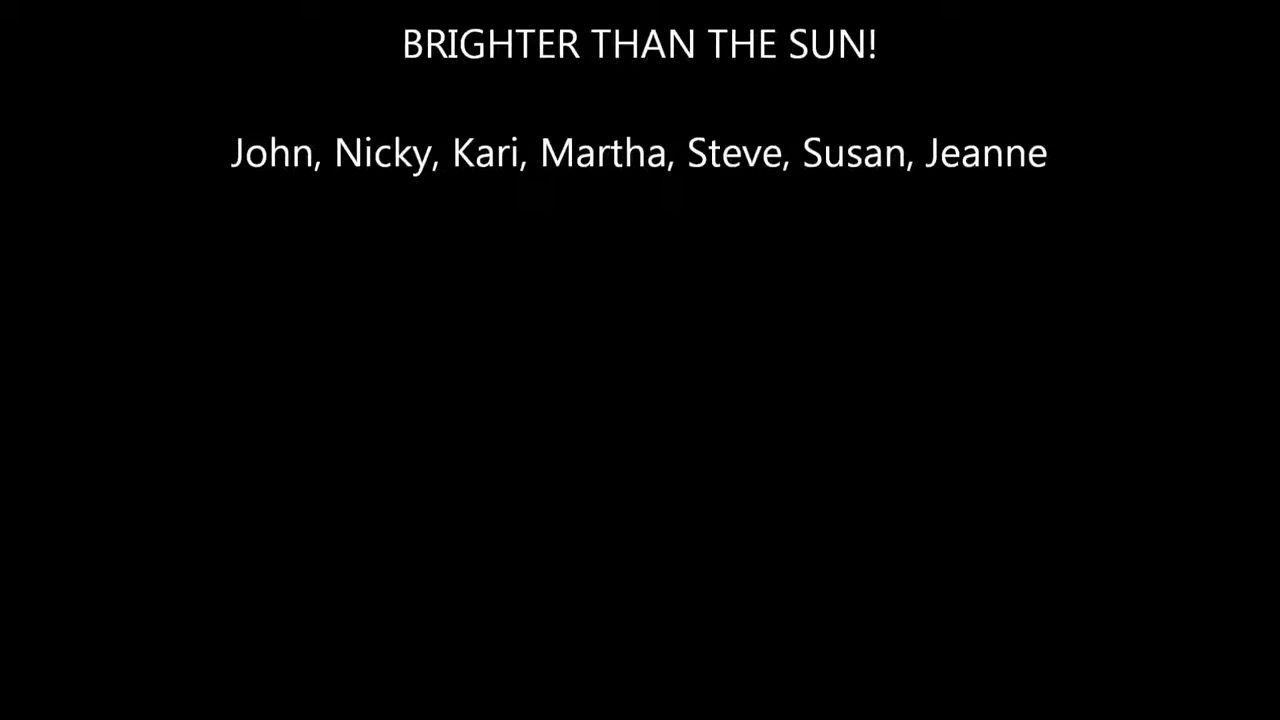 BRIGHTER THAN THE SUN!
John, Nicky, Kari, Martha, Steve, Susan, Jeanne